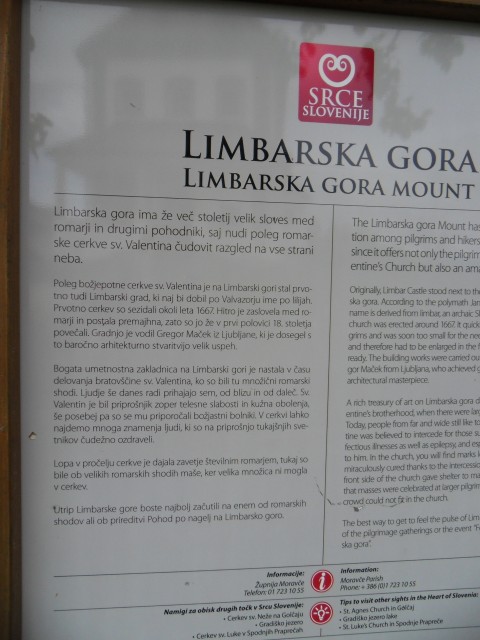 SRCE
SLOVENIJE
LIMBARSKA GORA
LIMBARSKA GORA MOUNT
Limbarska gora ima že več stoletij velik sloves med
romarji in drugimi pohodniki, saj nudi poleg romar-
ske cerkve sv. Valentina čudovit razgled na vse strani
neba.
Poleg božjepotne cerkve sv. Valentina je na Limbarski gori stal prvo-
tno tudi Limbarski grad, ki naj bi dobil po Valvazorju ime po lilijah.
Prvotno cerkev so sezidali okoli leta 1667. Hitro je zaslovela med ro-
marji in postala premajhna, zato so jo že v prvi polovici 18. stoletja
povečali. Gradnjo je vodil Gregor Maček iz Ljubljane, ki je dosegel s
to baročno arhitekturno stvaritvijo velik uspeh.
Bogata umetnostna zakladnica na Limbarski gori je nastala v času
delovanja bratovščine sv. Valentina, ko so bili tu množični romarski
shodi. Ljudje še danes radi prihajajo sem, od blizu in od daleč. Sv.
Valentin je bil priprošnjik zoper telesne slabosti in kužna obolenja,
še posebej pa so se mu priporočali božjastni bolniki. V cerkvi lahko
najdemo mnoga znamenja ljudi, ki so na priprošnjo tukajšnjih sve-
tnikov čudežno ozdraveli.
Lopa v pročelju cerkve je dajala zavetje številnim romarjem, tukaj so
bile ob velikih romarskih shodih maše, ker velika množica ni mogla
v cerkev.
Utrip Limbarske gore boste najbolj začutili na enem od romarskih
shodov ali ob prireditvi Pohod po nagelj na Limbarsko goro.
The Limbarska gora Mount has
tion among pilgrims and hikers
since it offers not only the pilgrim
entine's Church but also an ama
Originally, Limbar Castle stood next to the
ska gora. According to the polymath Jan
name is derived from limbar, an archaic Sl
church was erected around 1667. It quick
grims and was soon too small for the nee
and therefore had to be enlarged in the f
ready. The building works were carried ou
gor Maček from Ljubljana, who achieved g
architectural masterpiece.
A rich treasury of art on Limbarska gora d
entine's brotherhood, when there were larg
Today, people from far and wide still like to
tine was believed to intercede for those su
fectious illnesses as well as epilepsy, and esp
to him. In the church, you will find marks l
miraculously cured thanks to the intercessio
front side of the church gave shelter to ma
that masses were celebrated at larger pilgrim
crowd could not fit in the church.
The best way to get to feel the pulse of Lim
of the pilgrimage gatherings or the event "F
ska gora".
Informacije:
Župnija Moravče
Telefon: 01 723 10 55
Information:
Moravče Parish
Phone: + 386 (0)1 723 10 55
Namigi za obisk drugih točk v Srcu Slovenije:
• Cerkev sv. Neže na Golčaju
• Gradiško jezero
• Cerkev sv. Luke v Spodnjih Praprečah
Tips to visit other sights in the Heart of Slovenia:
• St. Agnes Church in Golčaj
• Gradiško jezero lake
• St. Luke's Church in Spodnje Prapreče